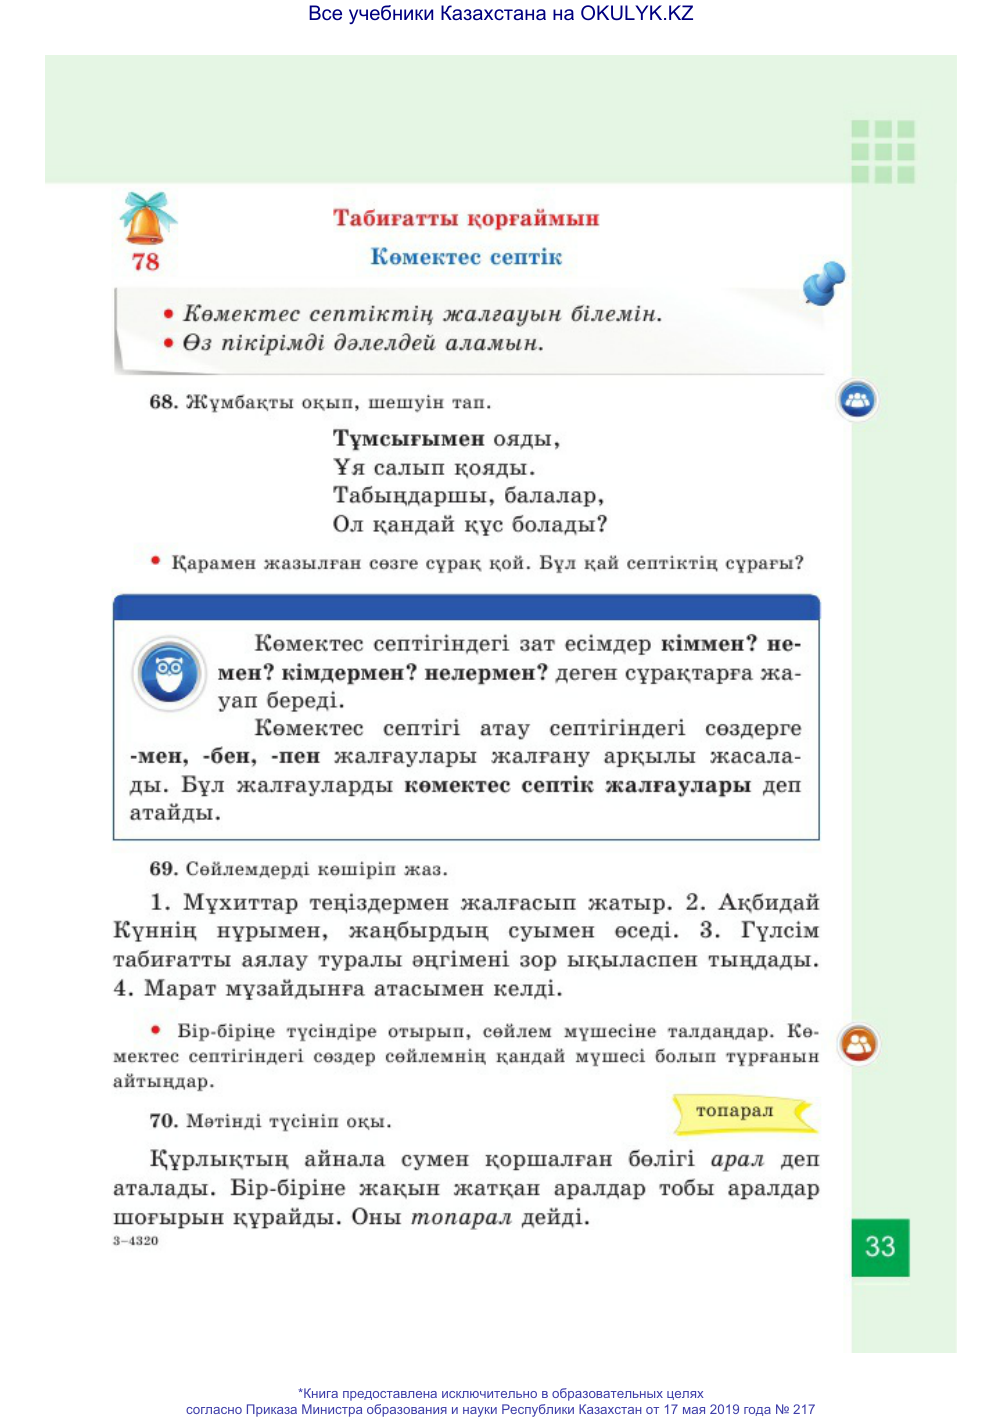 Все учебники Казахстана на OKULYK.KZ
78
Табиғатты қорғаймын
Көмектес септік
• Көмектес септіктің жалғауын білемін.
• Өз пікірімді дәлелдей аламын.
68. Жұмбақты оқып, шешуін тап.
Тұмсығымен ояды,
Ұя салып қояды.
Табыңдаршы, балалар,
Ол қандай құс болады?
• Қарамен жазылған сөзге сұрақ қой. Бұл қай септіктің сұрағы?
Көмектес септігіндегі зат есімдер кіммен? не-
мен? кімдермен? нелермен? деген сұрақтарға жа-
уап береді.
Көмектес септігі атау септігіндегі сөздерге
-мен, -бен, -пен жалғаулары жалғану арқылы жасала-
ды. Бұл жалғауларды көмектес септік жалғаулары деп
атайды.
69. Сөйлемдерді көшіріп жаз.
1. Мұхиттар теңіздермен жалғасып жатыр. 2. Ақбидай
Күннің нұрымен, жаңбырдың суымен өседі. 3. Гүлсім
табиғатты аялау туралы әңгімені зор ықыласпен тыңдады.
4. Марат мұзайдынға атасымен келді.
• Бір-біріңе түсіндіре отырып, сөйлем мүшесіне талдаңдар. Кө-
мектес септігіндегі сөздер сөйлемнің қандай мүшесі болып тұрғанын
айтыңдар.
70. Мәтінді түсініп оқы.
топарал
Құрлықтың айнала сумен қоршалған бөлігі арал деп
аталады. Бір-біріне жақын жатқан аралдар тобы аралдар
шоғырын құрайды. Оны топарал дейді.
3–4320
33
*Книга предоставлена исключительно в образовательных целях
согласно Приказа Министра образования и науки Республики Казахстан от 17 мая 2019 года № 217